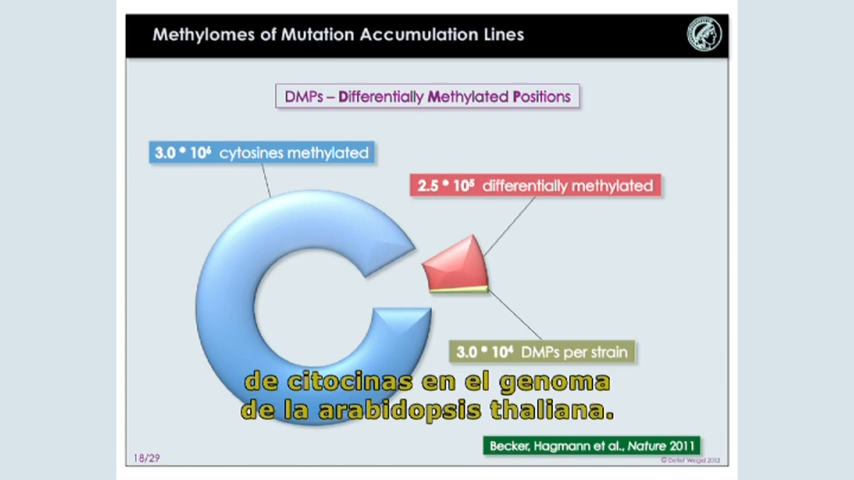 Methylomes of Mutation Accumulation Lines
DMPs – Differentially Methylated Positions
3.0 * 10⁶ cytosines methylated
2.5 * 10⁵ differentially methylated
3.0 * 10⁴ DMPs per strain
de citocinas en el genoma
de la arabidopsis thaliana.
Becker, Hagmann et al., Nature 2011
18/29
© Detlef Weigel 2012